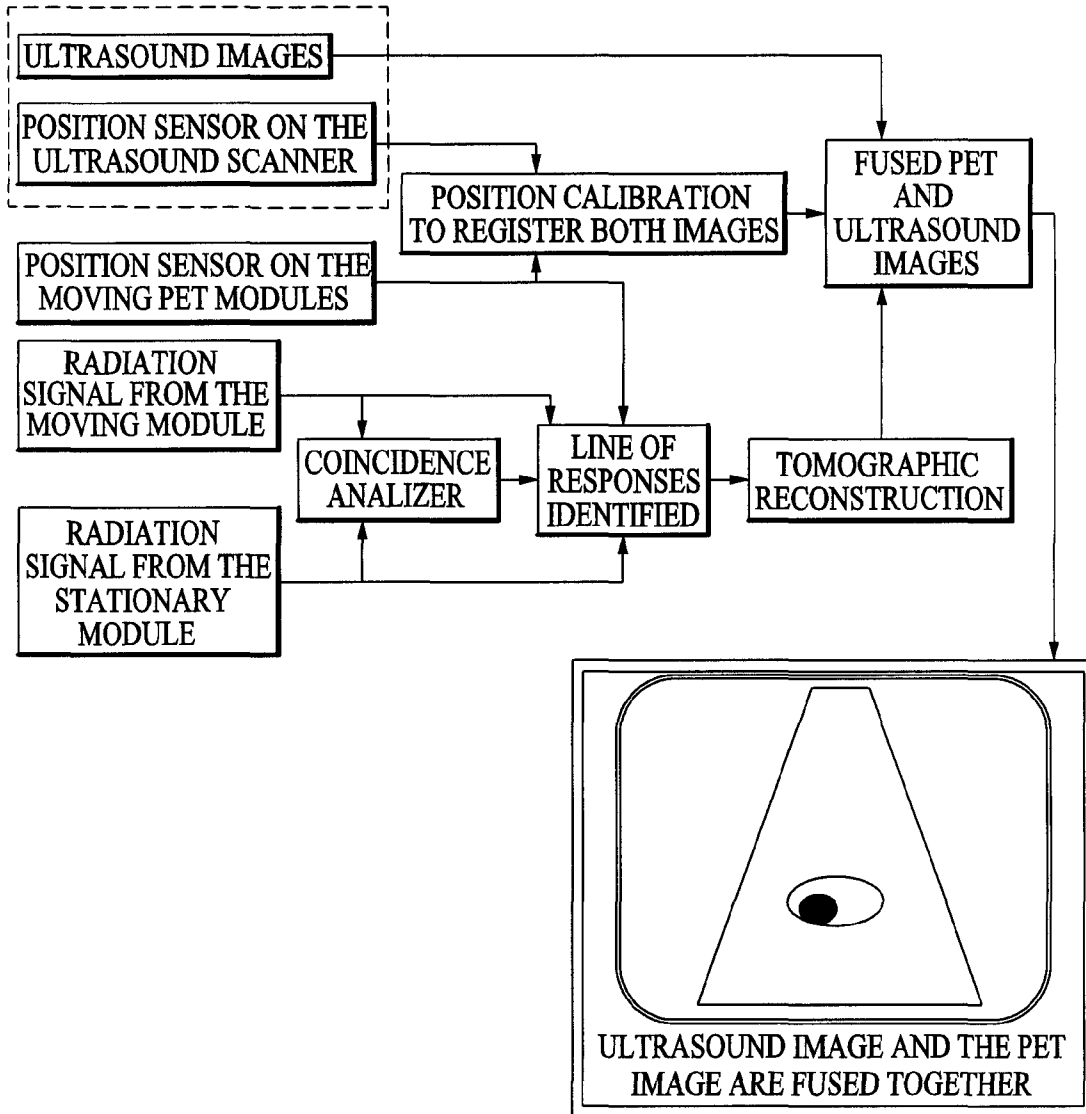 ULTRASOUND IMAGES
POSITION SENSOR ON THE
ULTRASOUND SCANNER
POSITION CALIBRATION
TO REGISTER BOTH IMAGES
FUSED PET
AND
ULTRASOUND
IMAGES
POSITION SENSOR ON THE
MOVING PET MODULES
RADIATION
SIGNAL FROM THE
MOVING MODULE
COINCIDENCE
ANALIZER
LINE OF
RESPONSES
IDENTIFIED
TOMOGRAPHIC
RECONSTRUCTION
RADIATION
SIGNAL FROM THE
STATIONARY
MODULE
ULTRASOUND IMAGE AND THE PET
IMAGE ARE FUSED TOGETHER